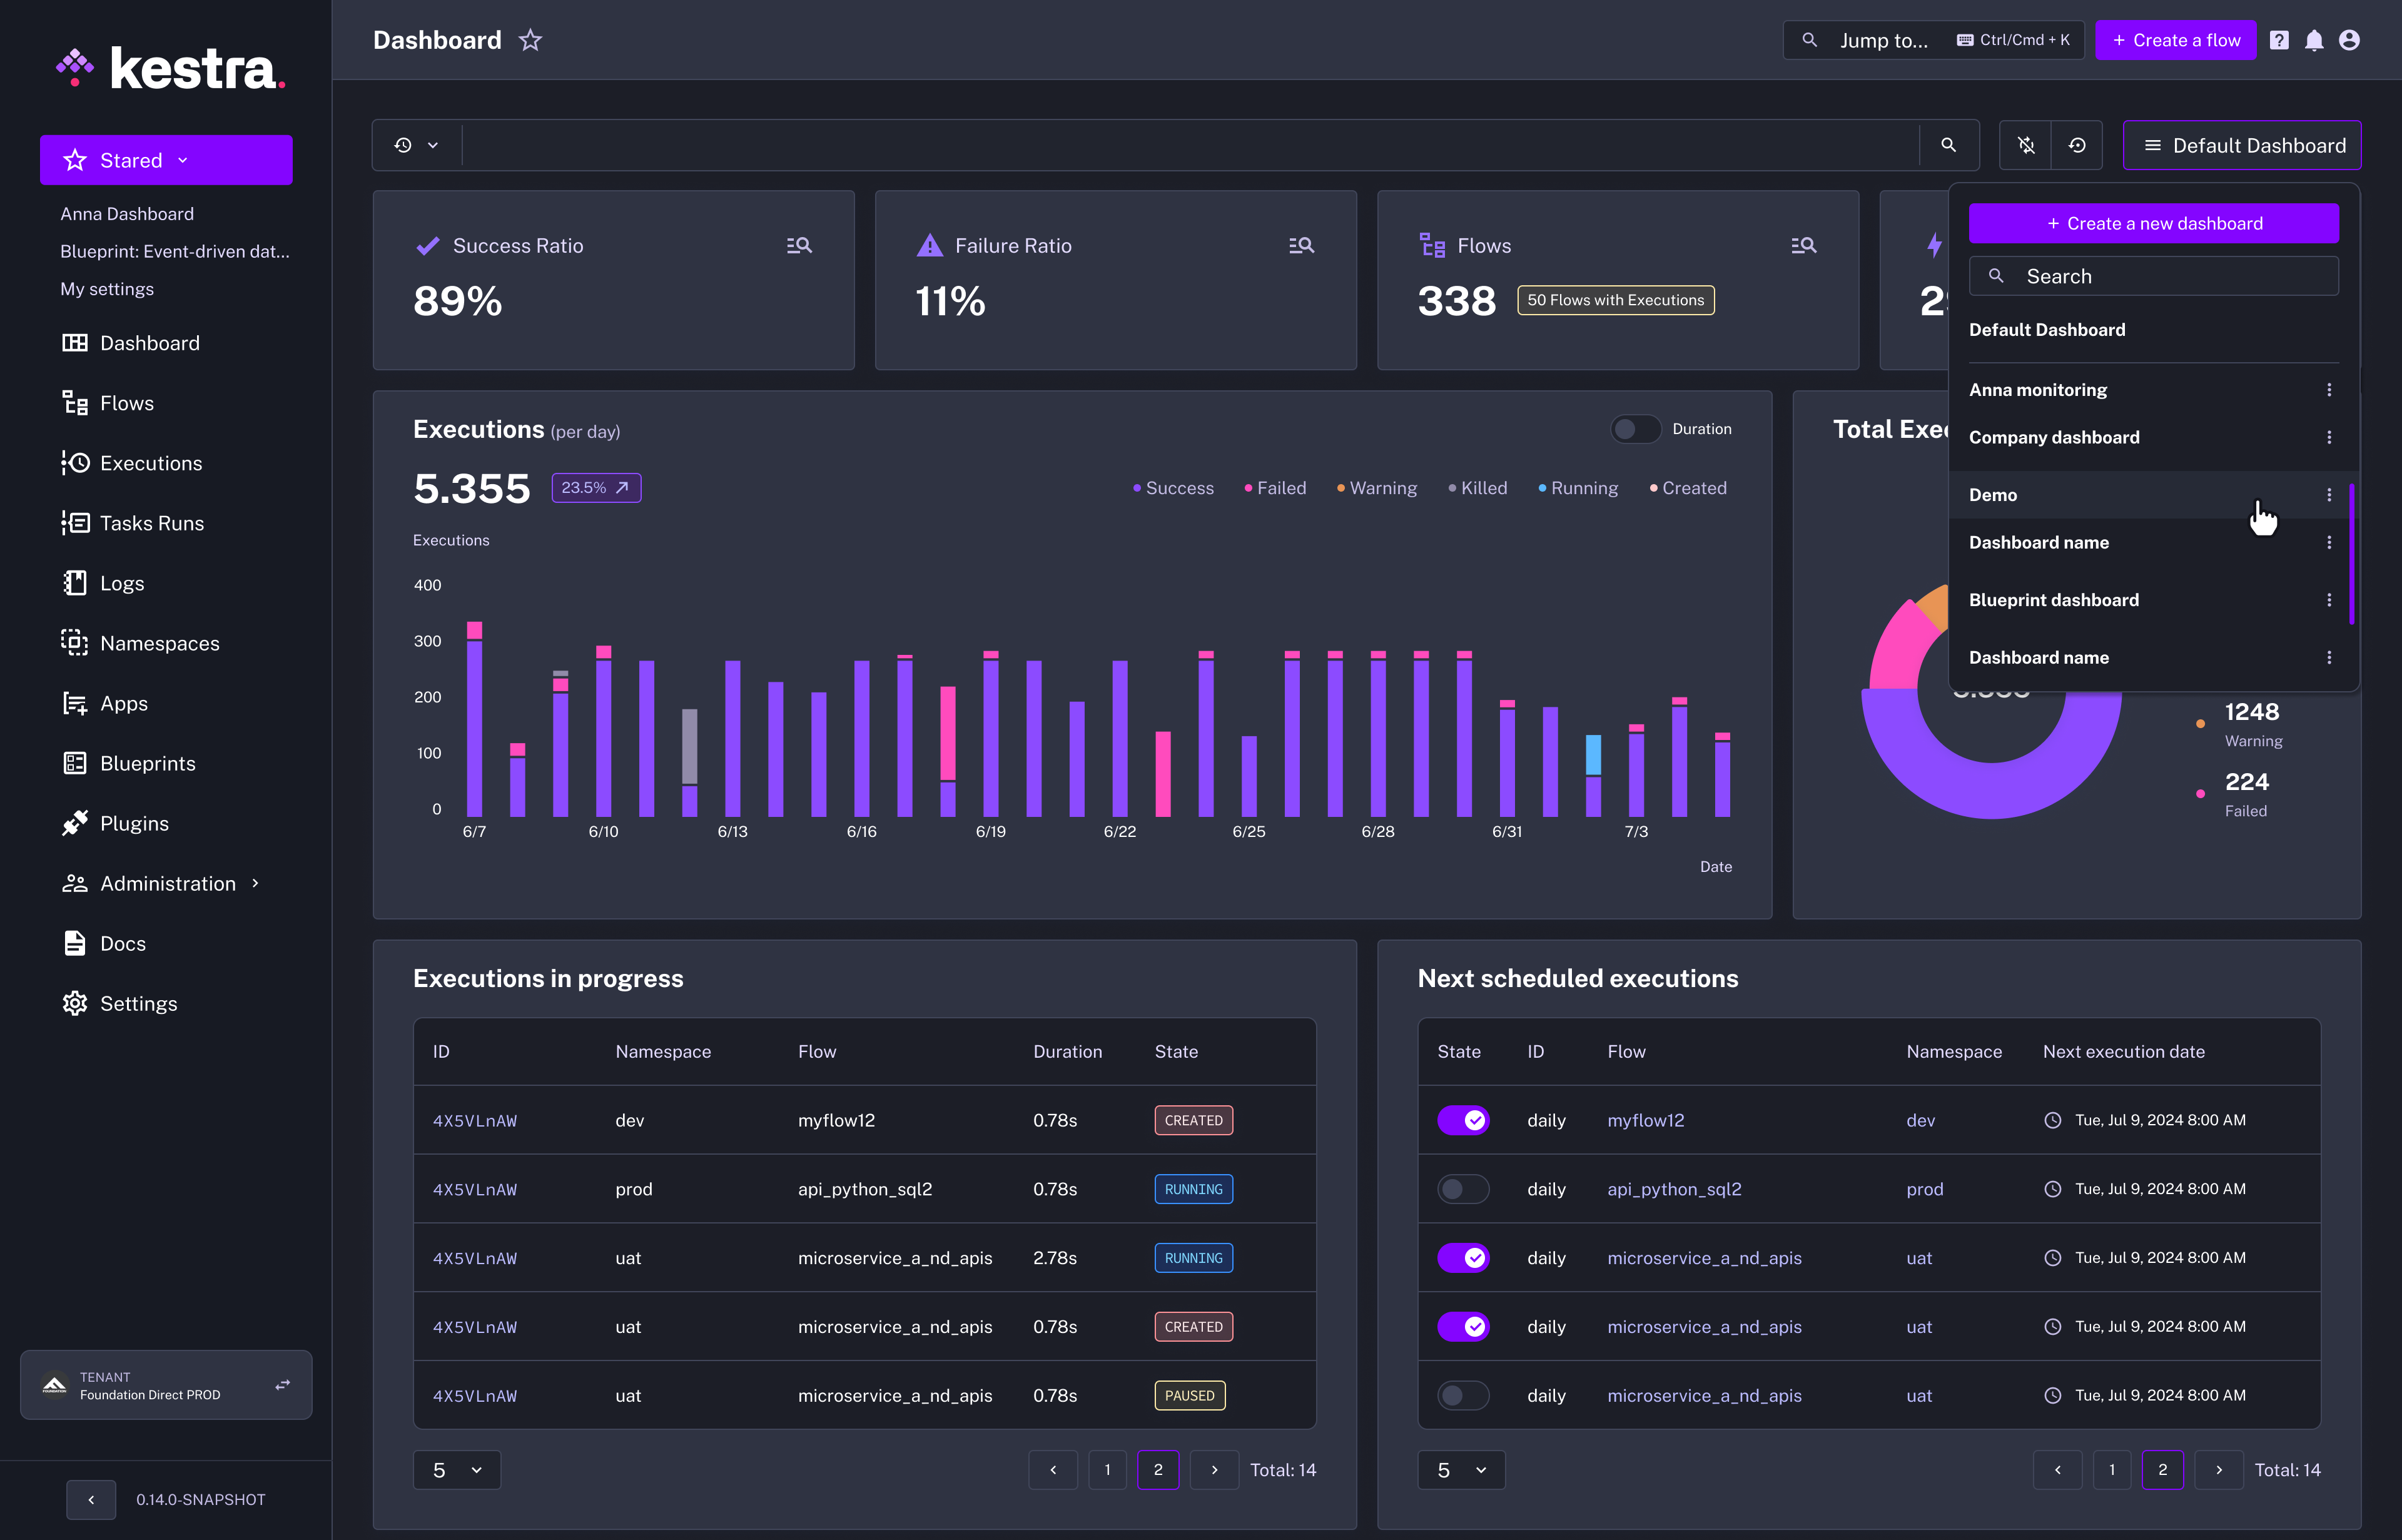 kestra.
Stared
Anna Dashboard
Blueprint: Event-driven dat...
My settings
Dashboard
Flows
Executions
Tasks Runs
Logs
Namespaces
Apps
Blueprints
Plugins
Administration
Docs
Settings
TENANT
Foundation Direct PROD
0.14.0-SNAPSHOT
Dashboard
Jump to...
Ctrl/Cmd + K
+ Create a flow
Default Dashboard
+ Create a new dashboard
Search
Default Dashboard
Anna monitoring
Company dashboard
Demo
Dashboard name
Blueprint dashboard
Dashboard name
Success Ratio
89%
Failure Ratio
11%
Flows
338
50 Flows with Executions
Executions (per day)
Duration
5.355
23.5%
Success
Failed
Warning
Killed
Running
Created
Executions
400
300
200
100
0
6/7
6/10
6/13
6/16
6/19
6/22
6/25
6/28
6/31
7/3
Date
Total
1248
Warning
224
Failed
Executions in progress
ID Namespace Flow Duration State
4X5VLnAW dev myflow12 0.78s CREATED
4X5VLnAW prod api_python_sql2 0.78s RUNNING
4X5VLnAW uat microservice_a_nd_apis 2.78s RUNNING
4X5VLnAW uat microservice_a_nd_apis 0.78s CREATED
4X5VLnAW uat microservice_a_nd_apis 0.78s PAUSED
5
1 2 Total: 14
Next scheduled executions
State ID Flow Namespace Next execution date
daily myflow12 dev Tue, Jul 9, 2024 8:00 AM
daily api_python_sql2 prod Tue, Jul 9, 2024 8:00 AM
daily microservice_a_nd_apis uat Tue, Jul 9, 2024 8:00 AM
daily microservice_a_nd_apis uat Tue, Jul 9, 2024 8:00 AM
daily microservice_a_nd_apis uat Tue, Jul 9, 2024 8:00 AM
5
1 2 Total: 14